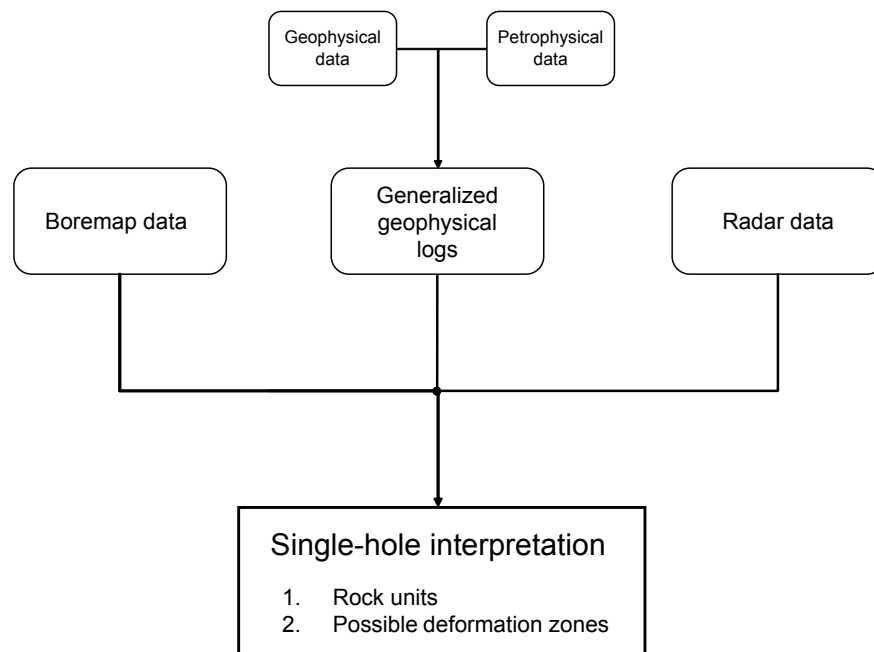 Geophysical
data
Petrophysical
data
Boremap data
Generalized
geophysical
logs
Radar data
Single-hole interpretation
1. Rock units
2. Possible deformation zones